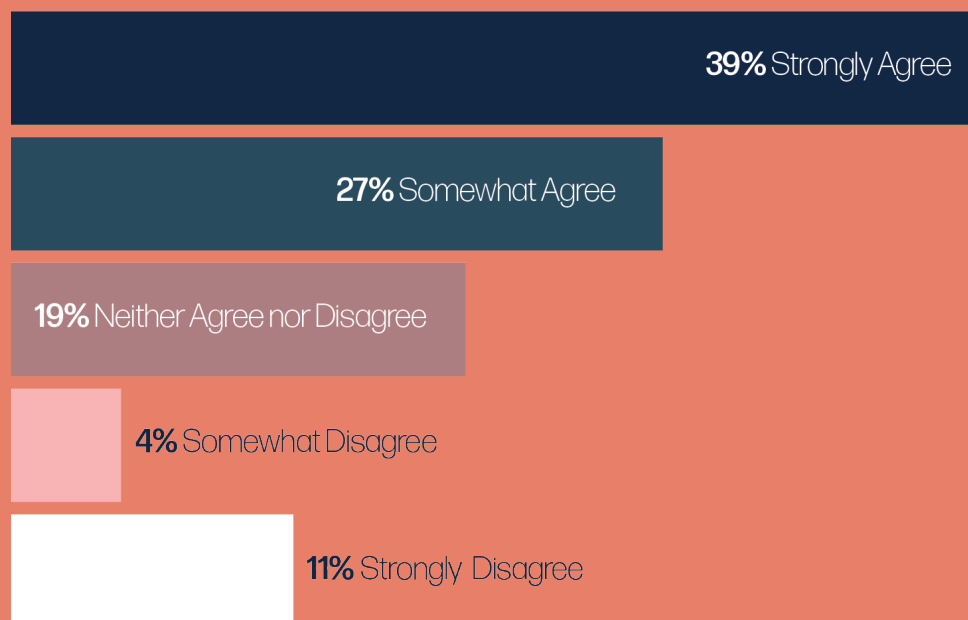 39% Strongly Agree
27% Somewhat Agree
19% Neither Agree nor Disagree
4% Somewhat Disagree
11% Strongly Disagree